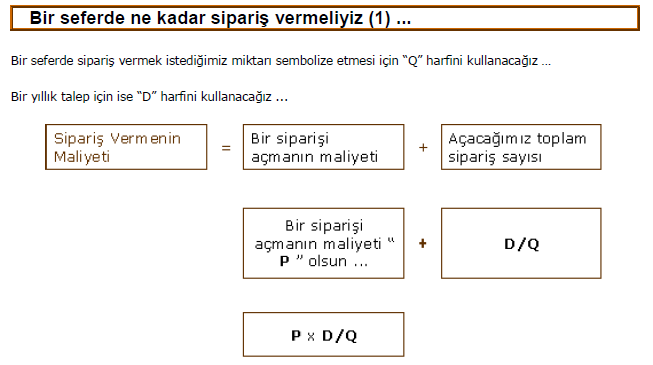 Bir seferde ne kadar sipariş vermeliyiz (1) ...
Bir seferde sipariş vermek istediğimiz miktarı sembolize etmesi için “Q” harfini kullanacağız ...
Bir yıllık talep için ise “D” harfini kullanacağız ...
Sipariş Vermenin
Maliyeti
=
Bir siparişi
açmanın maliyeti
+
Açacağımız toplam
sipariş sayısı
Bir siparişi
açmanın maliyeti “
P ” olsun ...
+
D/Q
P x D/Q